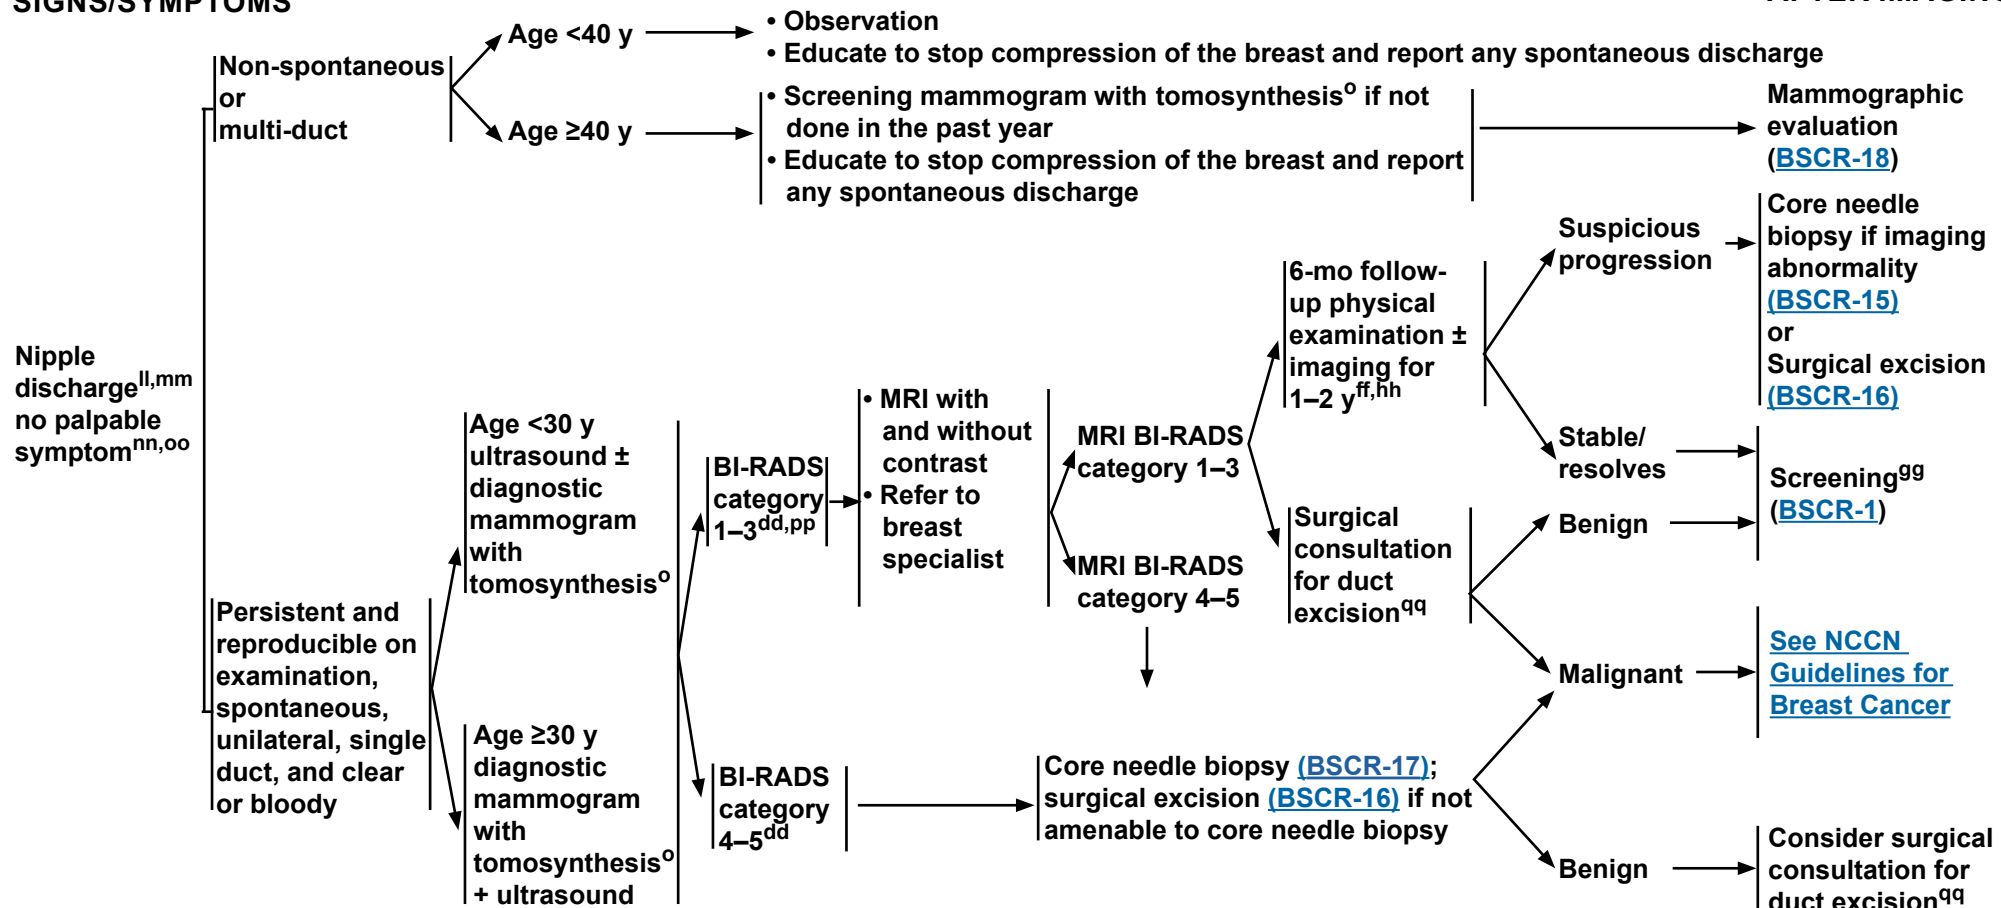 SIGNS/SYMPTOMS
Age <40 y
• Observation
• Educate to stop compression of the breast and report any spontaneous discharge
Non-spontaneous
or
multi-duct
Age ≥40 y
• Screening mammogram with tomosynthesis^o if not
done in the past year
• Educate to stop compression of the breast and report
any spontaneous discharge
Mammographic
evaluation
(BSCR-18)
Nipple
discharge^ll,mm
no palpable
symptom^nn,oo
Persistent and
reproducible on
examination,
spontaneous,
unilateral, single
duct, and clear
or bloody
Age <30 y
ultrasound ±
diagnostic
mammogram
with
tomosynthesis^o
Age ≥30 y
diagnostic
mammogram
with
tomosynthesis^o
+ ultrasound
BI-RADS
category
1–3^dd,pp
• MRI with
and without
contrast
• Refer to
breast
specialist
MRI BI-RADS
category 1–3
MRI BI-RADS
category 4–5
6-mo follow-
up physical
examination ±
imaging for
1–2 y^ff,hh
Suspicious
progression
Core needle
biopsy if imaging
abnormality
(BSCR-15)
or
Surgical excision
(BSCR-16)
Stable/
resolves
Surgical
consultation
for duct
excision^qq
Benign
Screening^gg
(BSCR-1)
Malignant
See NCCN
Guidelines for
Breast Cancer
BI-RADS
category
4–5^dd
Core needle biopsy (BSCR-17);
surgical excision (BSCR-16) if not
amenable to core needle biopsy
Benign
Consider surgical
consultation for
duct excision^qq